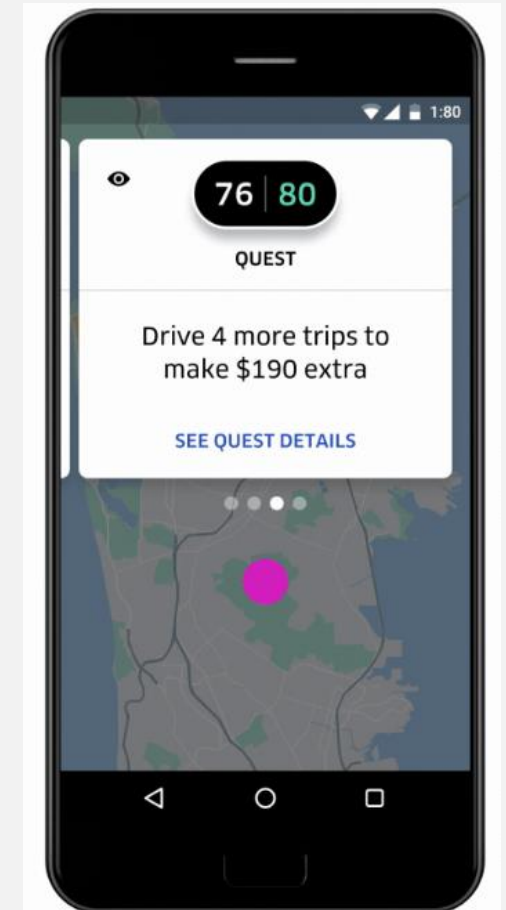 1:80
76 | 80
QUEST
Drive 4 more trips to
make $190 extra
SEE QUEST DETAILS